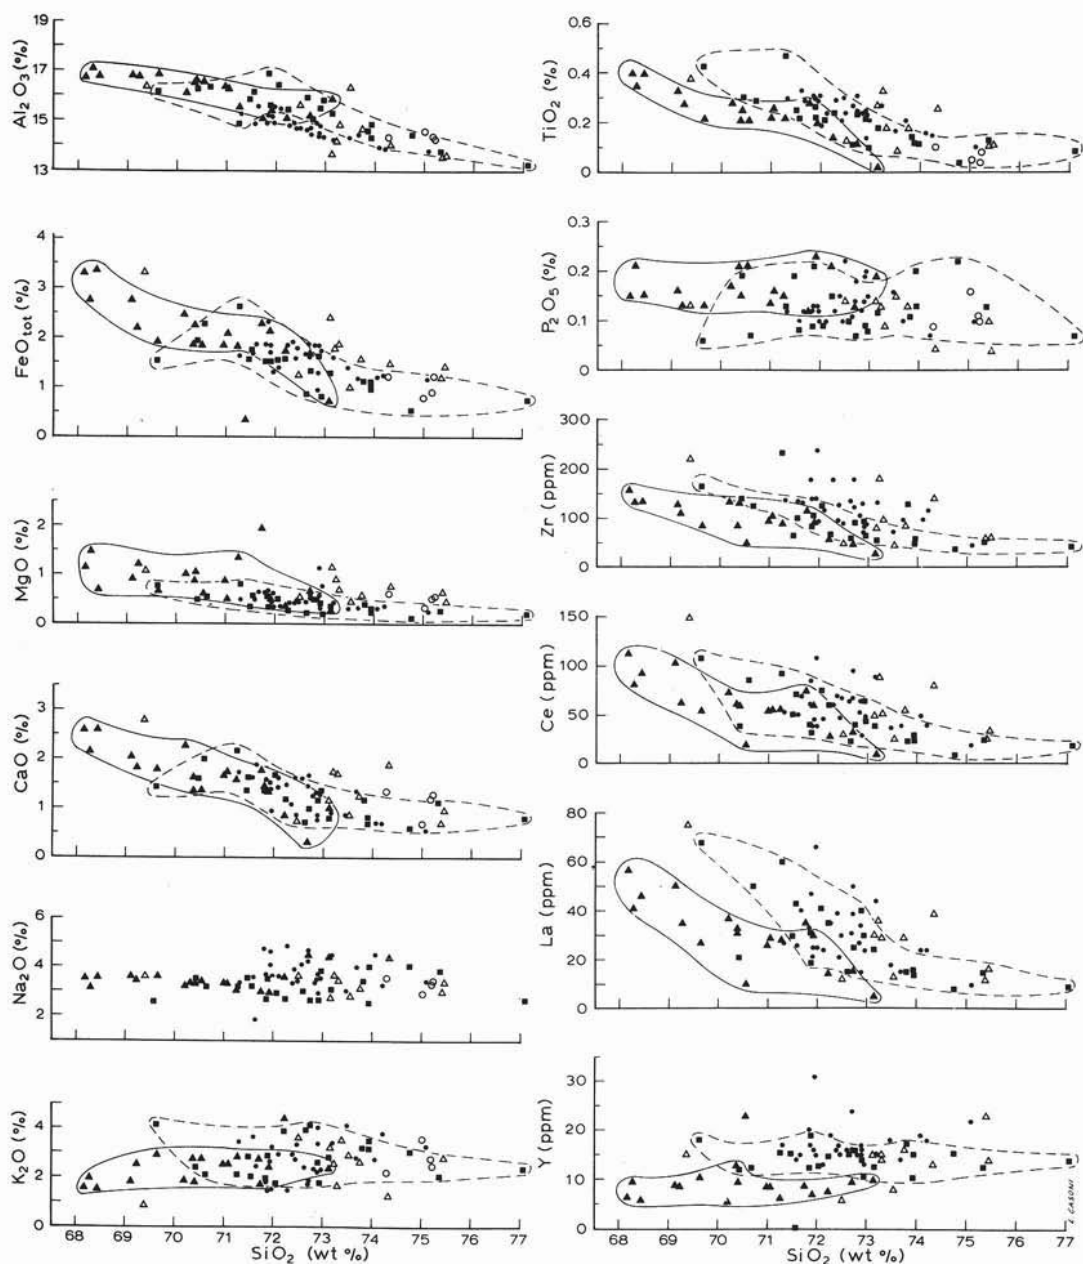 19
17
15
13
Al₂O₃(%)
4
3
2
1
0
FeOtot(%)
2
1
0
MgO(%)
3
2
1
0
CaO(%)
6
4
2
Na₂O(%)
4
2
0
K₂O(%)
68 69 70 71 72 73 74 75 76 77
SiO₂(wt %)
0.6
0.4
0.2
0
TiO₂(%)
0.3
0.2
0.1
0
P₂O₅(%)
300
200
100
0
Zr(ppm)
150
100
50
0
Ce(ppm)
80
60
40
20
0
La(ppm)
30
20
10
0
Y(ppm)
68 69 70 71 72 73 74 75 76 77
SiO₂(wt %)
E. CASONI